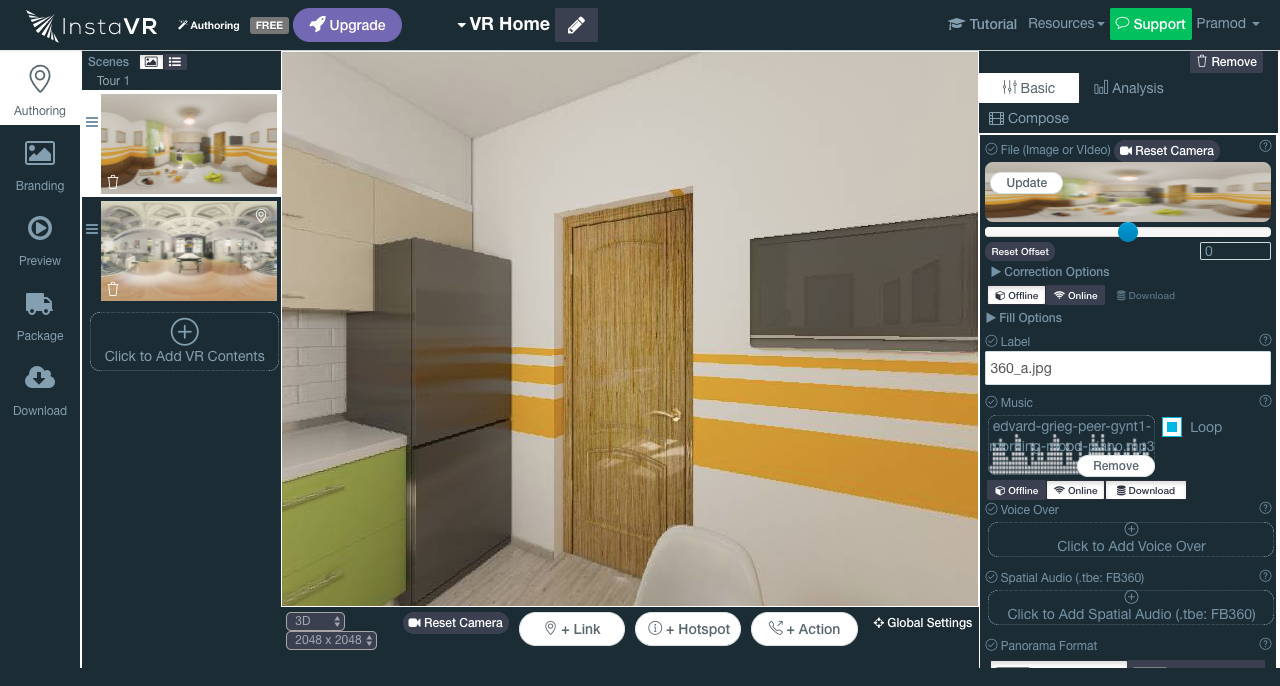 InstaVR
Authoring
FREE
Upgrade
VR Home
Tutorial
Resources
Support
Pramod
Scenes
Tour 1
Remove
Authoring
Basic
Analysis
Compose
File (Image or VIdeo)
Reset Camera
Update
Branding
Reset Offset
0
Preview
Correction Options
Offline
Online
Download
Fill Options
Package
Label
Click to Add VR Contents
360_a.jpg
Download
Music
edvard-grieg-peer-gynt1-
morning-mood-piano.mp3
Loop
Remove
Offline
Online
Download
Voice Over
Click to Add Voice Over
Spatial Audio (.tbe: FB360)
Click to Add Spatial Audio (.tbe: FB360)
Panorama Format
3D
2048 x 2048
Reset Camera
+ Link
+ Hotspot
+ Action
Global Settings